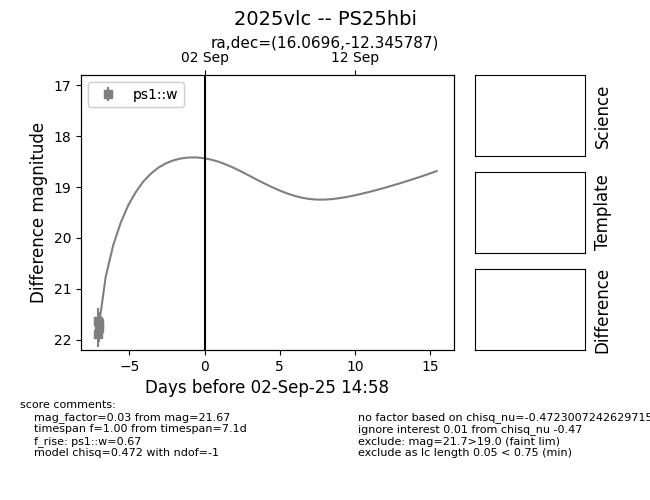 2025vlc -- PS25hbi
ra,dec=(16.0696,-12.345787)
02 Sep
12 Sep
ps1::w
17
18
19
20
21
22
Difference magnitude
−5
0
5
10
15
Days before 02-Sep-25 14:58
Science
Template
Difference
score comments:
mag_factor=0.03 from mag=21.67
timespan f=1.00 from timespan=7.1d
f_rise: ps1::w=0.67
model chisq=0.472 with ndof=-1
no factor based on chisq_nu=-0.4723007242629715
ignore interest 0.01 from chisq_nu -0.47
exclude: mag=21.7>19.0 (faint lim)
exclude as lc length 0.05 < 0.75 (min)